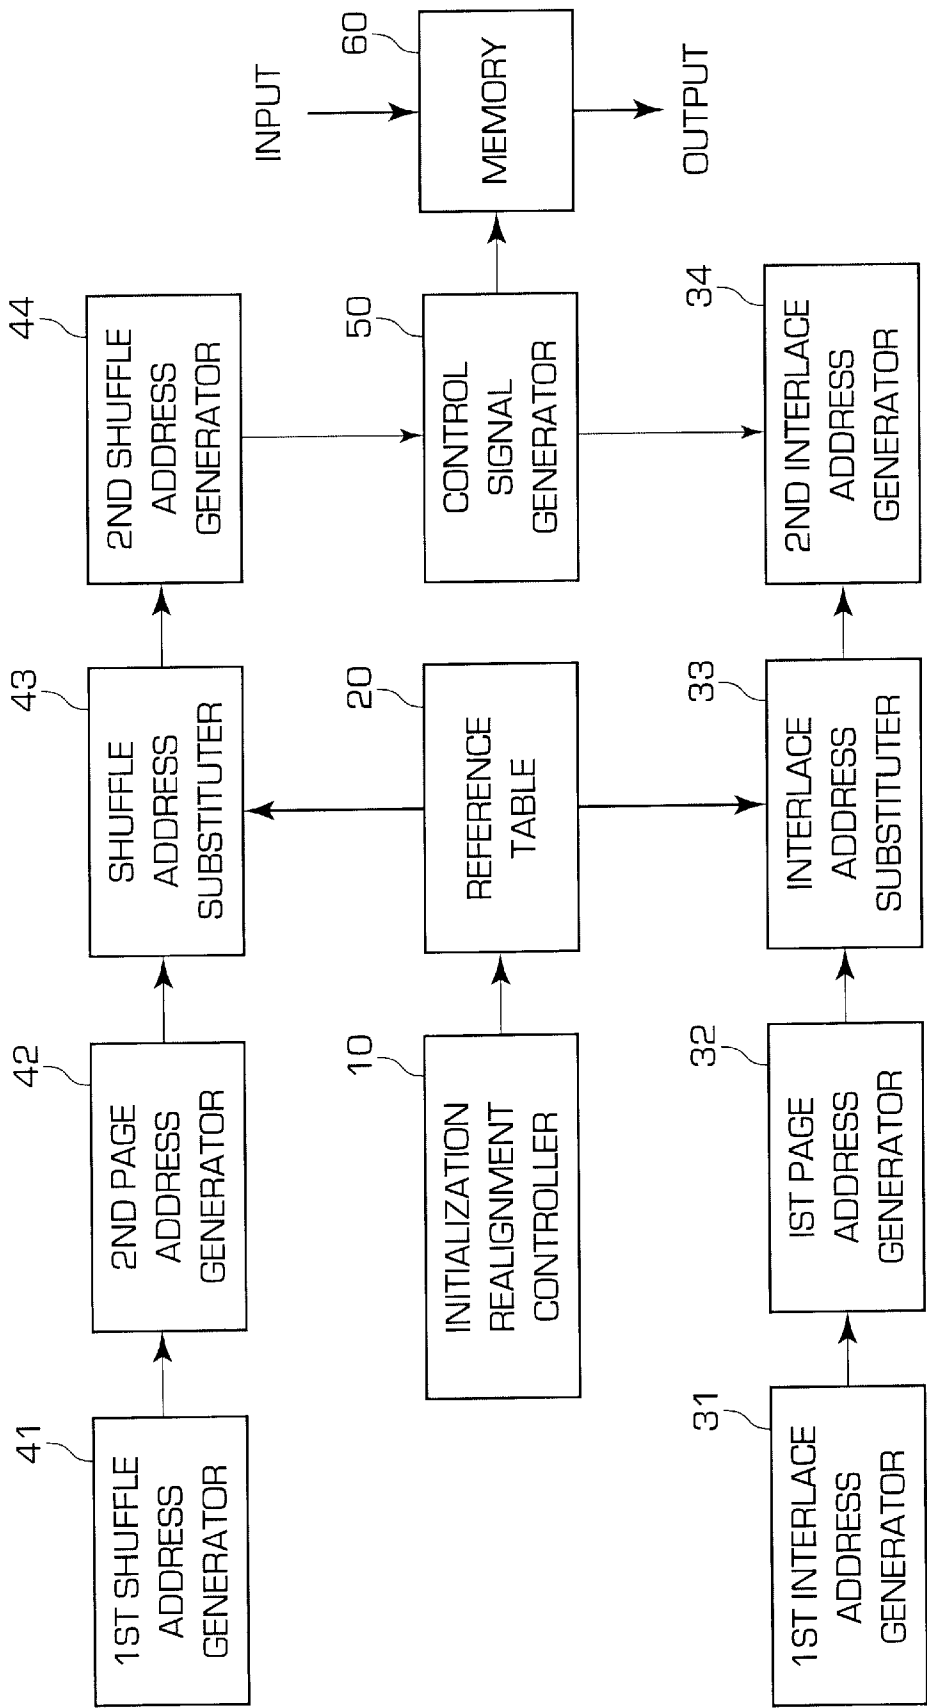 41
1ST SHUFFLE
ADDRESS
GENERATOR
42
2ND PAGE
ADDRESS
GENERATOR
43
SHUFFLE
ADDRESS
SUBSTITUTER
44
2ND SHUFFLE
ADDRESS
GENERATOR
10
INITIALIZATION
REALIGNMENT
CONTROLLER
20
REFERENCE
TABLE
50
CONTROL
SIGNAL
GENERATOR
INPUT
60
MEMORY
OUTPUT
31
1ST INTERLACE
ADDRESS
GENERATOR
32
IST PAGE
ADDRESS
GENERATOR
33
INTERLACE
ADDRESS
SUBSTITUTER
34
2ND INTERLACE
ADDRESS
GENERATOR